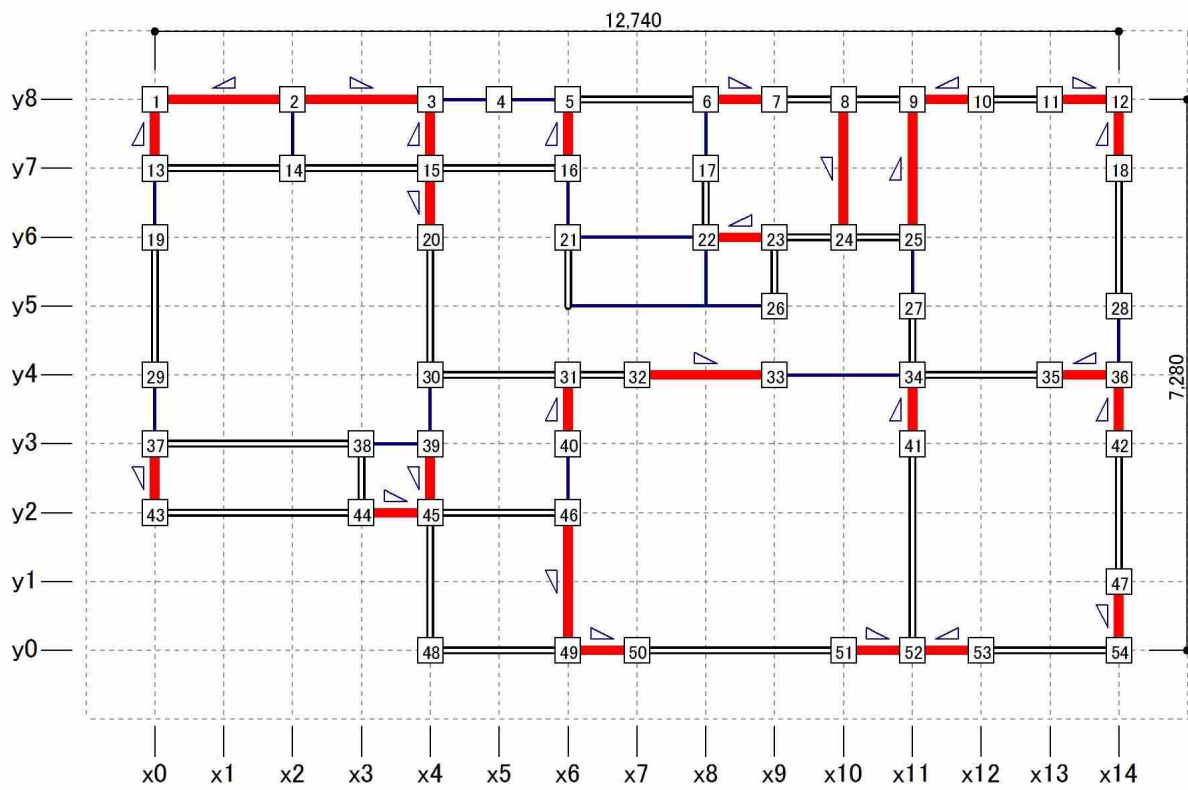 12,740
y8 1 2 3 4 5 6 7 8 9 10 11 12
y7 13 14 15 16 17 18
y6 19 20 21 22 23 24 25
y5 26 27 28
y4 29 30 31 32 33 34 35 36
7,280
y3 37 38 39 40 41 42
y2 43 44 45 46
y1 47
y0 48 49 50 51 52 53 54
x0 x1 x2 x3 x4 x5 x6 x7 x8 x9 x10 x11 x12 x13 x14